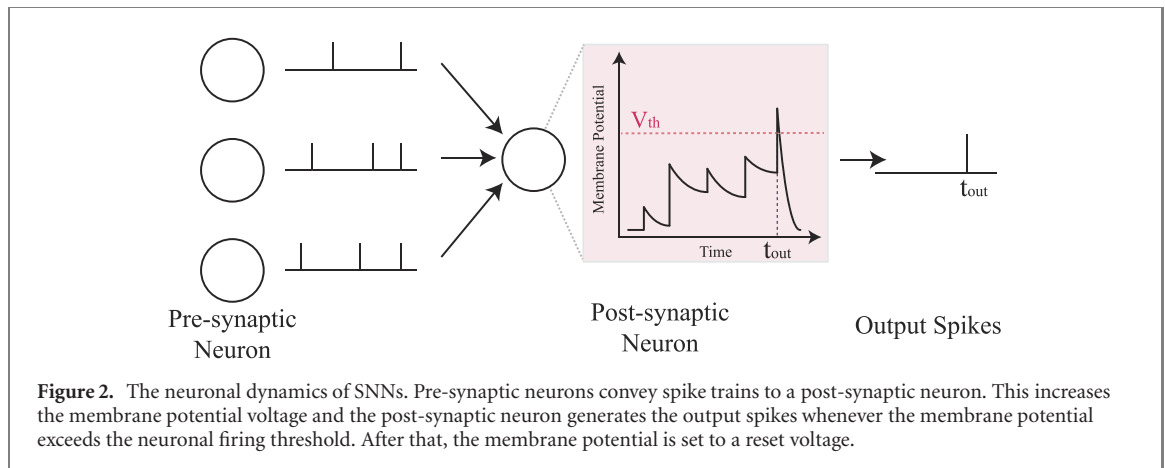 Membrane Potential
Vth
Time
tout
tout
Pre-synaptic
Neuron
Post-synaptic
Neuron
Output Spikes
Figure 2. The neuronal dynamics of SNNs. Pre-synaptic neurons convey spike trains to a post-synaptic neuron. This increases
the membrane potential voltage and the post-synaptic neuron generates the output spikes whenever the membrane potential
exceeds the neuronal firing threshold. After that, the membrane potential is set to a reset voltage.